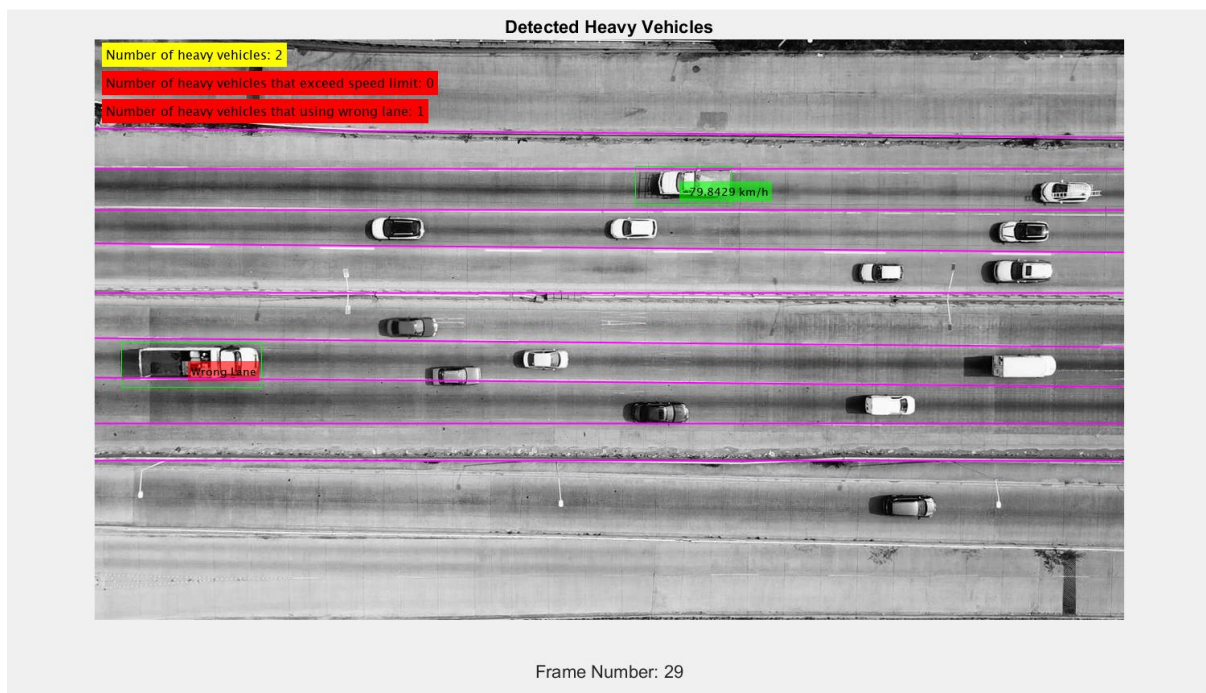 Detected Heavy Vehicles
Number of heavy vehicles: 2
Number of heavy vehicles that exceed speed limit: 0
Number of heavy vehicles that using wrong lane: 1
-79.8429 km/h
Wrong Lane
Frame Number: 29